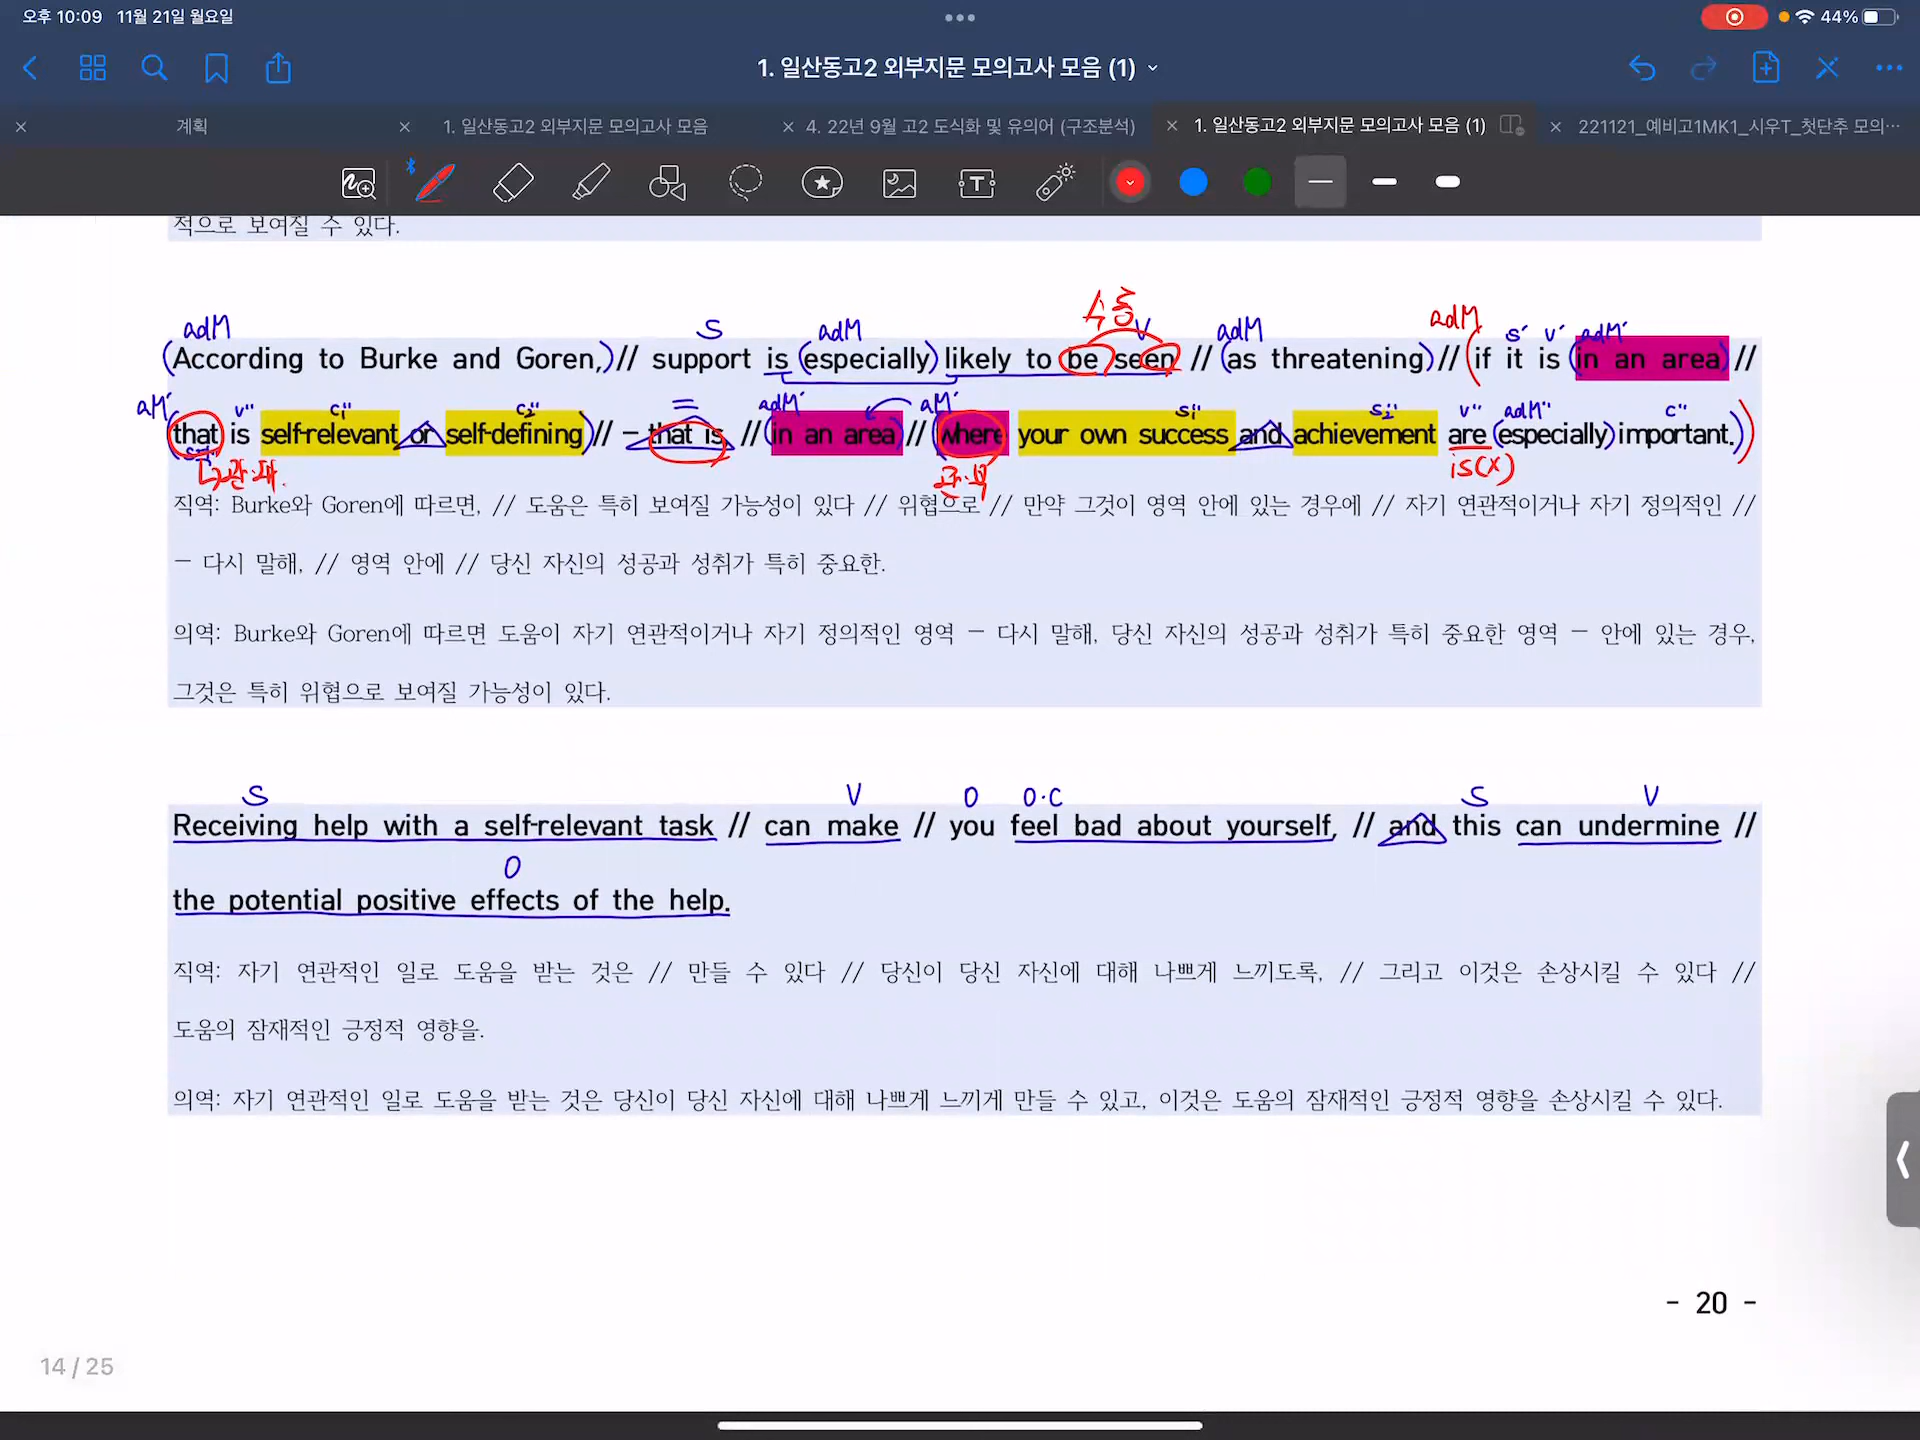 오후 10:09 11월 21일 월요일
44%
1. 일산동고2 외부지문 모의고사 모음 (1)
계획
1. 일산동고2 외부지문 모의고사 모음
4. 22년 9월 고2 도식화 및 유의어 (구조분석)
1. 일산동고2 외부지문 모의고사 모음 (1)
221121_예비고1MK1_시우T_첫단추 모의…
적으로 보여질 수 있다.
수동
adM S adM V adM adM s' v' adM'
(According to Burke and Goren,)// support is (especially) likely to be seen // (as threatening)// (if it is (in an area) //
aM' v" c1" c2" = adM' aM' s1" s2" v" adM" c"
(that is self-relevant or self-defining)// – that is, //(in an area)// (where your own success and achievement are (especially) important.))
관·부 is(X)
직역: Burke와 Goren에 따르면, // 도움은 특히 보여질 가능성이 있다 // 위협으로 // 만약 그것이 영역 안에 있는 경우에 // 자기 연관적이거나 자기 정의적인 //
– 다시 말해, // 영역 안에 // 당신 자신의 성공과 성취가 특히 중요한.
의역: Burke와 Goren에 따르면 도움이 자기 연관적이거나 자기 정의적인 영역 – 다시 말해, 당신 자신의 성공과 성취가 특히 중요한 영역 – 안에 있는 경우,
그것은 특히 위협으로 보여질 가능성이 있다.
S V O O·C S V
Receiving help with a self-relevant task // can make // you feel bad about yourself, // and this can undermine //
O
the potential positive effects of the help.
직역: 자기 연관적인 일로 도움을 받는 것은 // 만들 수 있다 // 당신이 당신 자신에 대해 나쁘게 느끼도록, // 그리고 이것은 손상시킬 수 있다 //
도움의 잠재적인 긍정적 영향을.
의역: 자기 연관적인 일로 도움을 받는 것은 당신이 당신 자신에 대해 나쁘게 느끼게 만들 수 있고, 이것은 도움의 잠재적인 긍정적 영향을 손상시킬 수 있다.
- 20 -
14 / 25